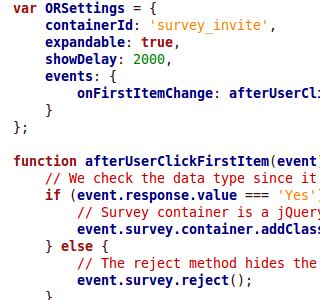 var ORSettings = {
    containerId: 'survey_invite',
    expandable: true,
    showDelay: 2000,
    events: {
        onFirstItemChange:
    }
};
function afterUserClickFirstItem(event)
    // We check the data type since it
    if (event.response.value === 'Yes')
        // Survey container is a jQuery
        event.survey.container.addClass
    } else {
        // The reject method hides the
        event.survey.reject();
    }